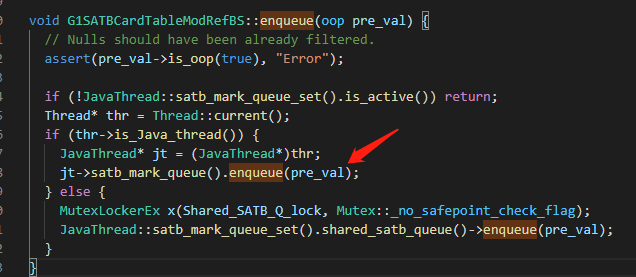 void G1SATBCardTableModRefBS::enqueue(oop pre_val) {
// Nulls should have been already filtered.
assert(pre_val->is_oop(true), "Error");
if (!JavaThread::satb_mark_queue_set().is_active()) return;
Thread* thr = Thread::current();
if (thr->is_Java_thread()) {
JavaThread* jt = (JavaThread*)thr;
jt->satb_mark_queue().enqueue(pre_val);
} else {
MutexLockerEx x(Shared_SATB_Q_lock, Mutex::_no_safepoint_check_flag);
JavaThread::satb_mark_queue_set().shared_satb_queue()->enqueue(pre_val);
}
}